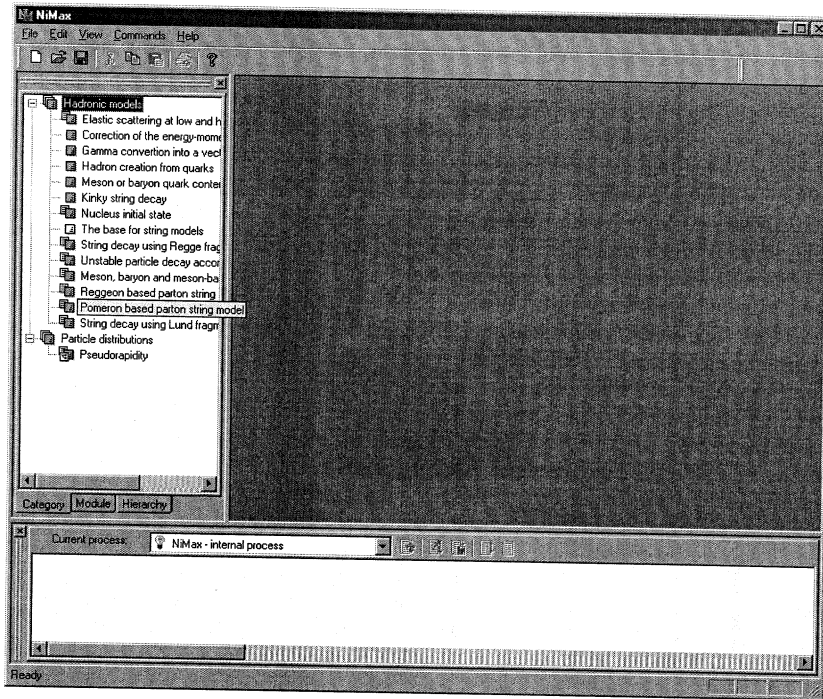 NiMax
File Edit View Commands Help
Hadronic models
Elastic scattering at low and h
Correction of the energy-mome
Gamma convertion into a vect
Hadron creation from quarks
Meson or baryon quark conter
Kinky string decay
Nucleus initial state
The base for string models
String decay using Regge frag
Unstable particle decay accor
Meson, baryon and meson-ba
Reggeon based parton string
Pomeron based parton string model
String decay using Lund fragm
Particle distributions
Pseudorapidity
Category Module Hierarchy
Current process: NiMax - internal process
Ready